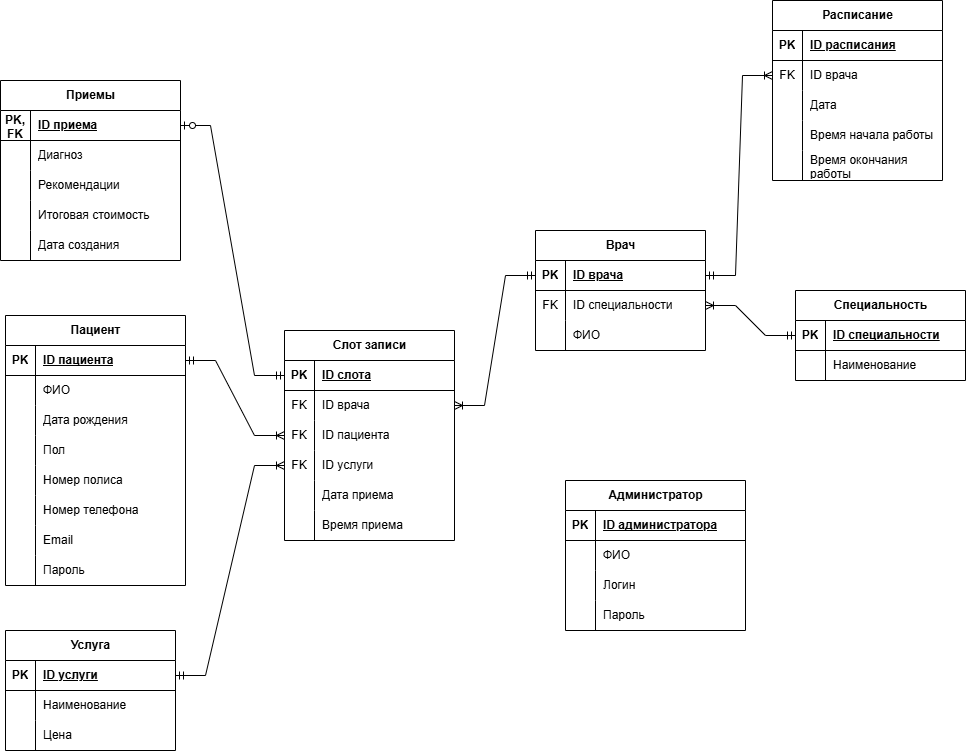 Расписание
PK ID расписания
FK ID врача
Дата
Время начала работы
Время окончания
работы
Приемы
PK,
FK
ID приема
Диагноз
Рекомендации
Итоговая стоимость
Дата создания
Врач
PK ID врача
FK ID специальности
ФИО
Специальность
PK ID специальности
Наименование
Пациент
PK ID пациента
ФИО
Дата рождения
Пол
Номер полиса
Номер телефона
Email
Пароль
Слот записи
PK ID слота
FK ID врача
FK ID пациента
FK ID услуги
Дата приема
Время приема
Администратор
PK ID администратора
ФИО
Логин
Пароль
Услуга
PK ID услуги
Наименование
Цена